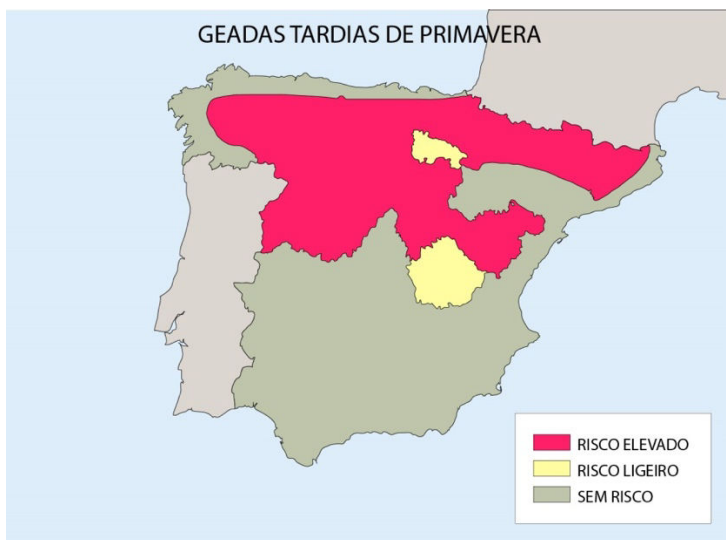 GEADAS TARDIAS DE PRIMAVERA
RISCO ELEVADO
RISCO LIGEIRO
SEM RISCO